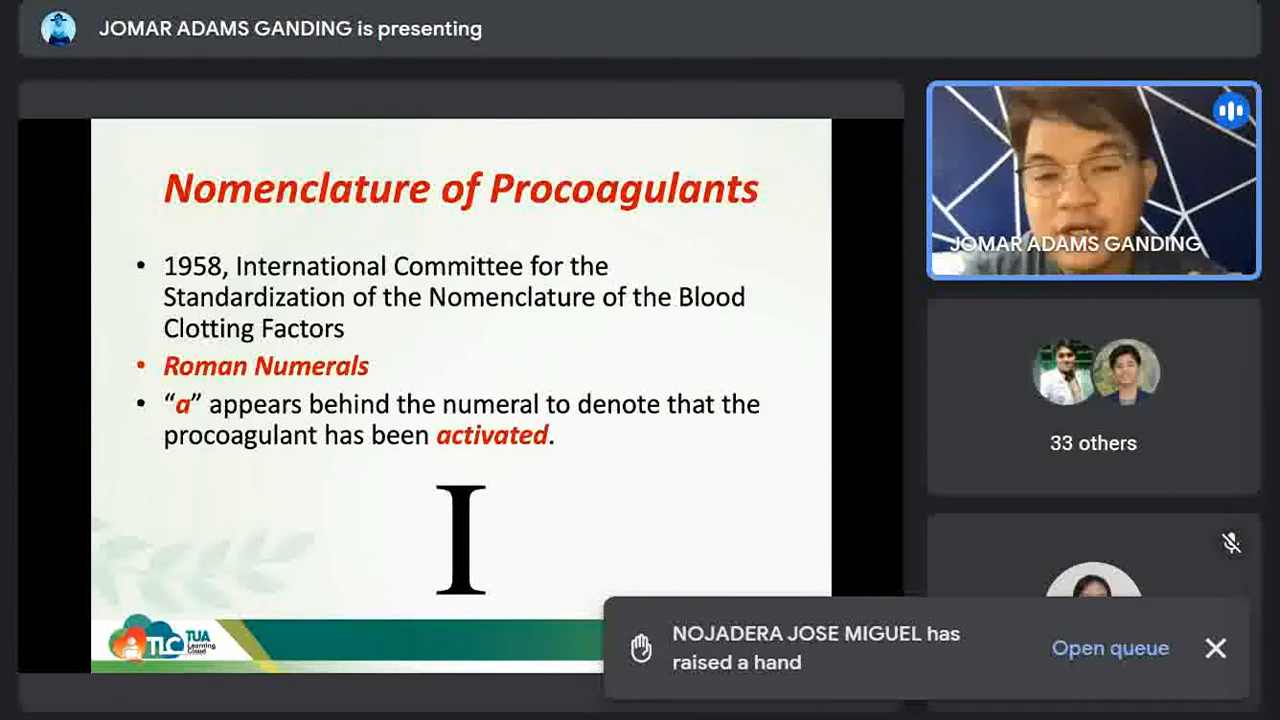 JOMAR ADAMS GANDING is presenting
Nomenclature of Procoagulants
• 1958, International Committee for the
Standardization of the Nomenclature of the Blood
Clotting Factors
• Roman Numerals
• “a” appears behind the numeral to denote that the
procoagulant has been activated.
I
TLC TUA
Learning
Cloud
JOMAR ADAMS GANDING
33 others
NOJADERA JOSE MIGUEL has
raised a hand
Open queue